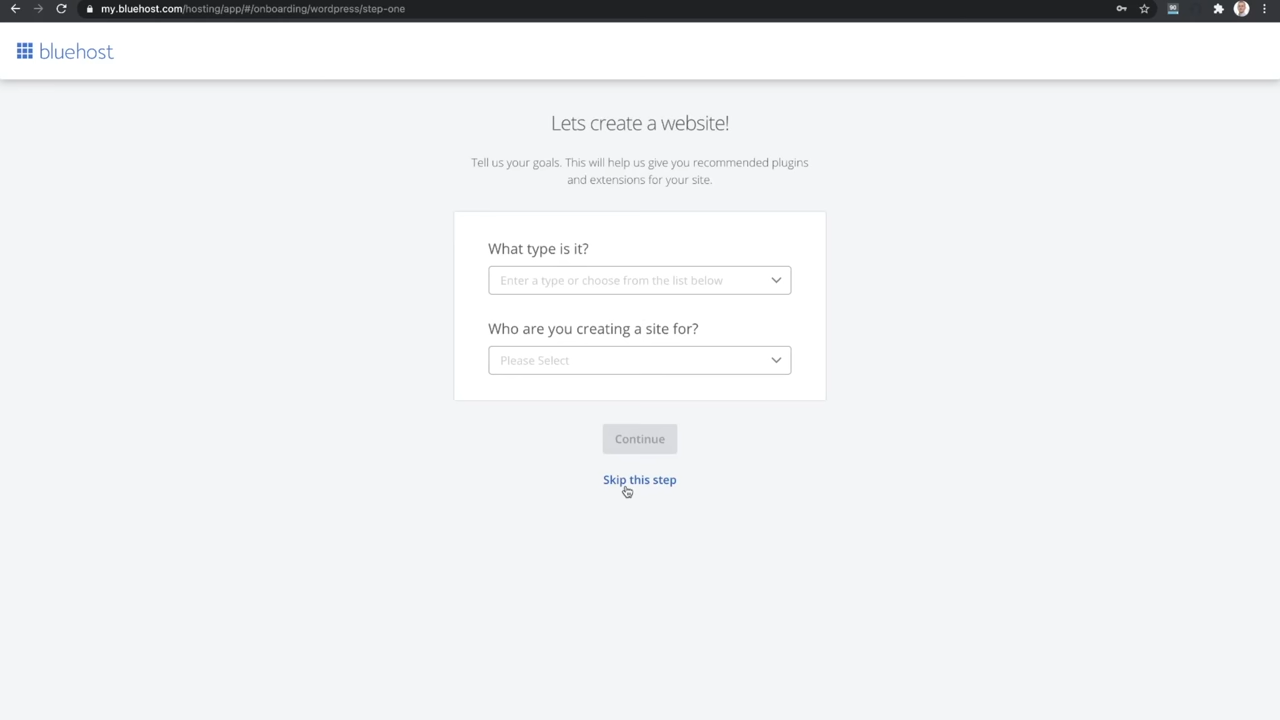 my.bluehost.com/hosting/app/#/onboarding/wordpress/step-one
bluehost
Lets create a website!
Tell us your goals. This will help us give you recommended plugins
and extensions for your site.
What type is it?
Enter a type or choose from the list below
Who are you creating a site for?
Please Select
Continue
Skip this step